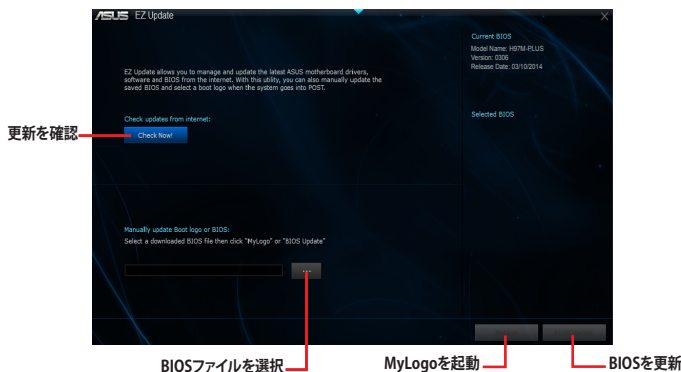 ASUS EZ Update
Current BIOS
Model Name: H97M-PLUS
Version: 0306
Release Date: 03/10/2014
EZ Update allows you to manage and update the latest ASUS motherboard drivers,
software and BIOS from the internet. With this utility, you can also manually update the
saved BIOS and select a boot logo when the system goes into POST.
Check updates from internet:
Selected BIOS
更新を確認
Check Now!
Manually update Boot logo or BIOS:
Select a downloaded BIOS file then click "MyLogo" or "BIOS Update"
...
BIOSファイルを選択
MyLogoを起動
BIOSを更新